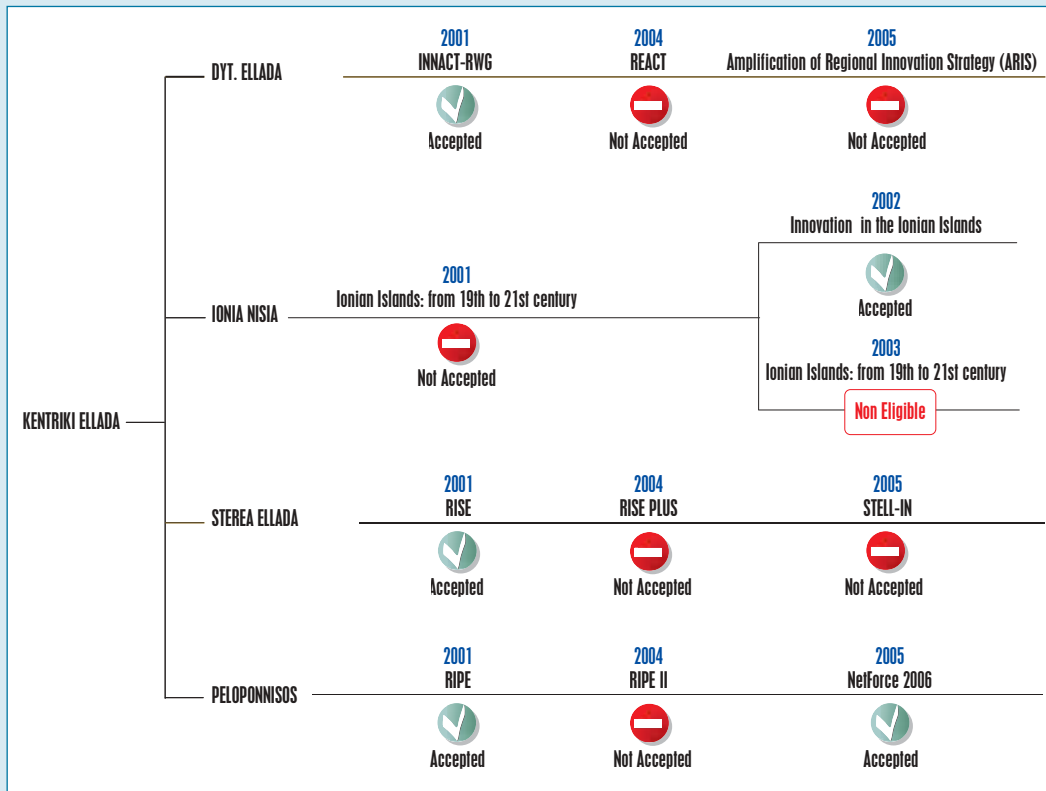 KENTRIKI ELLADA
DYT. ELLADA
2001
INNACT-RWG
Accepted
2004
REACT
Not Accepted
2005
Amplification of Regional Innovation Strategy (ARIS)
Not Accepted
IONIA NISIA
2001
Ionian Islands: from 19th to 21st century
Not Accepted
2002
Innovation in the Ionian Islands
Accepted
2003
Ionian Islands: from 19th to 21st century
Non Eligible
STEREA ELLADA
2001
RISE
Accepted
2004
RISE PLUS
Not Accepted
2005
STELL-IN
Not Accepted
PELOPONNISOS
2001
RIPE
Accepted
2004
RIPE II
Not Accepted
2005
NetForce 2006
Accepted